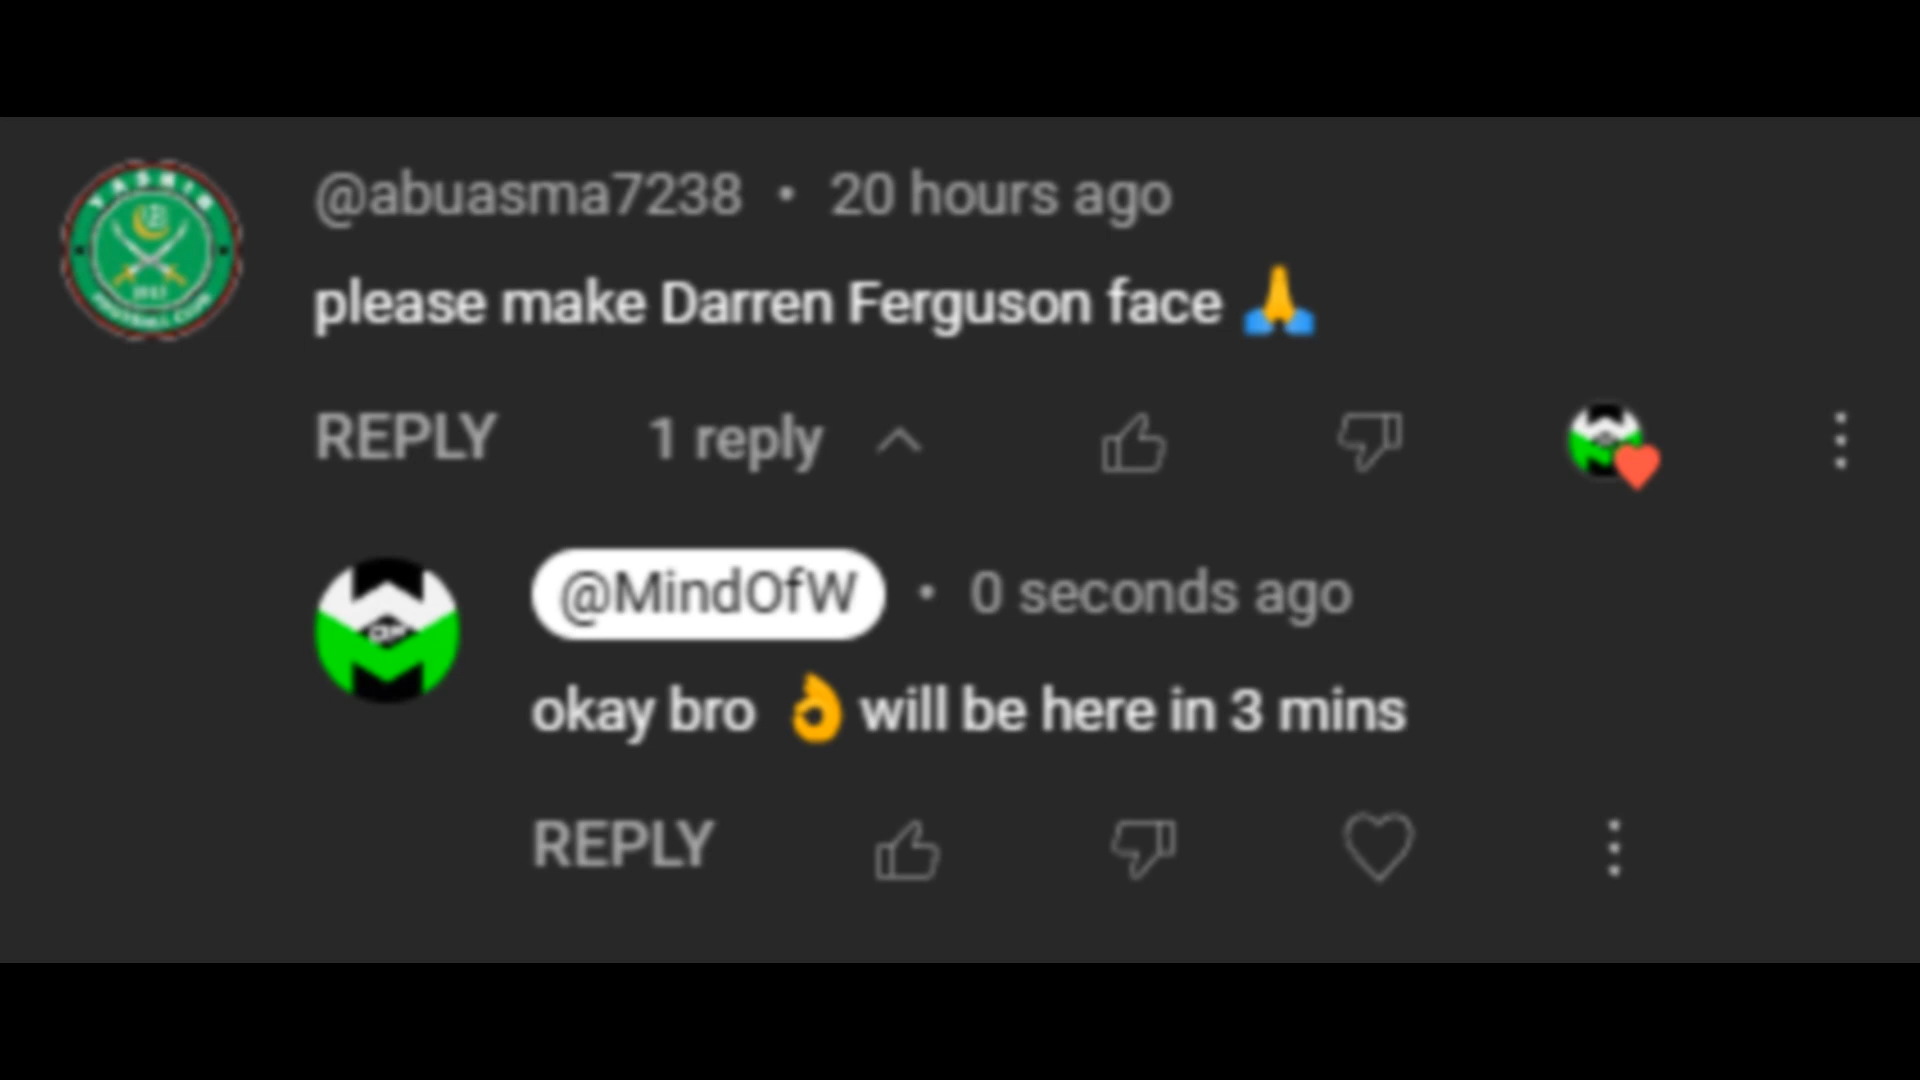 @abuasma7238 • 20 hours ago
please make Darren Ferguson face 🙏
REPLY 1 reply
@MindOfW • 0 seconds ago
okay bro 👌 will be here in 3 mins
REPLY